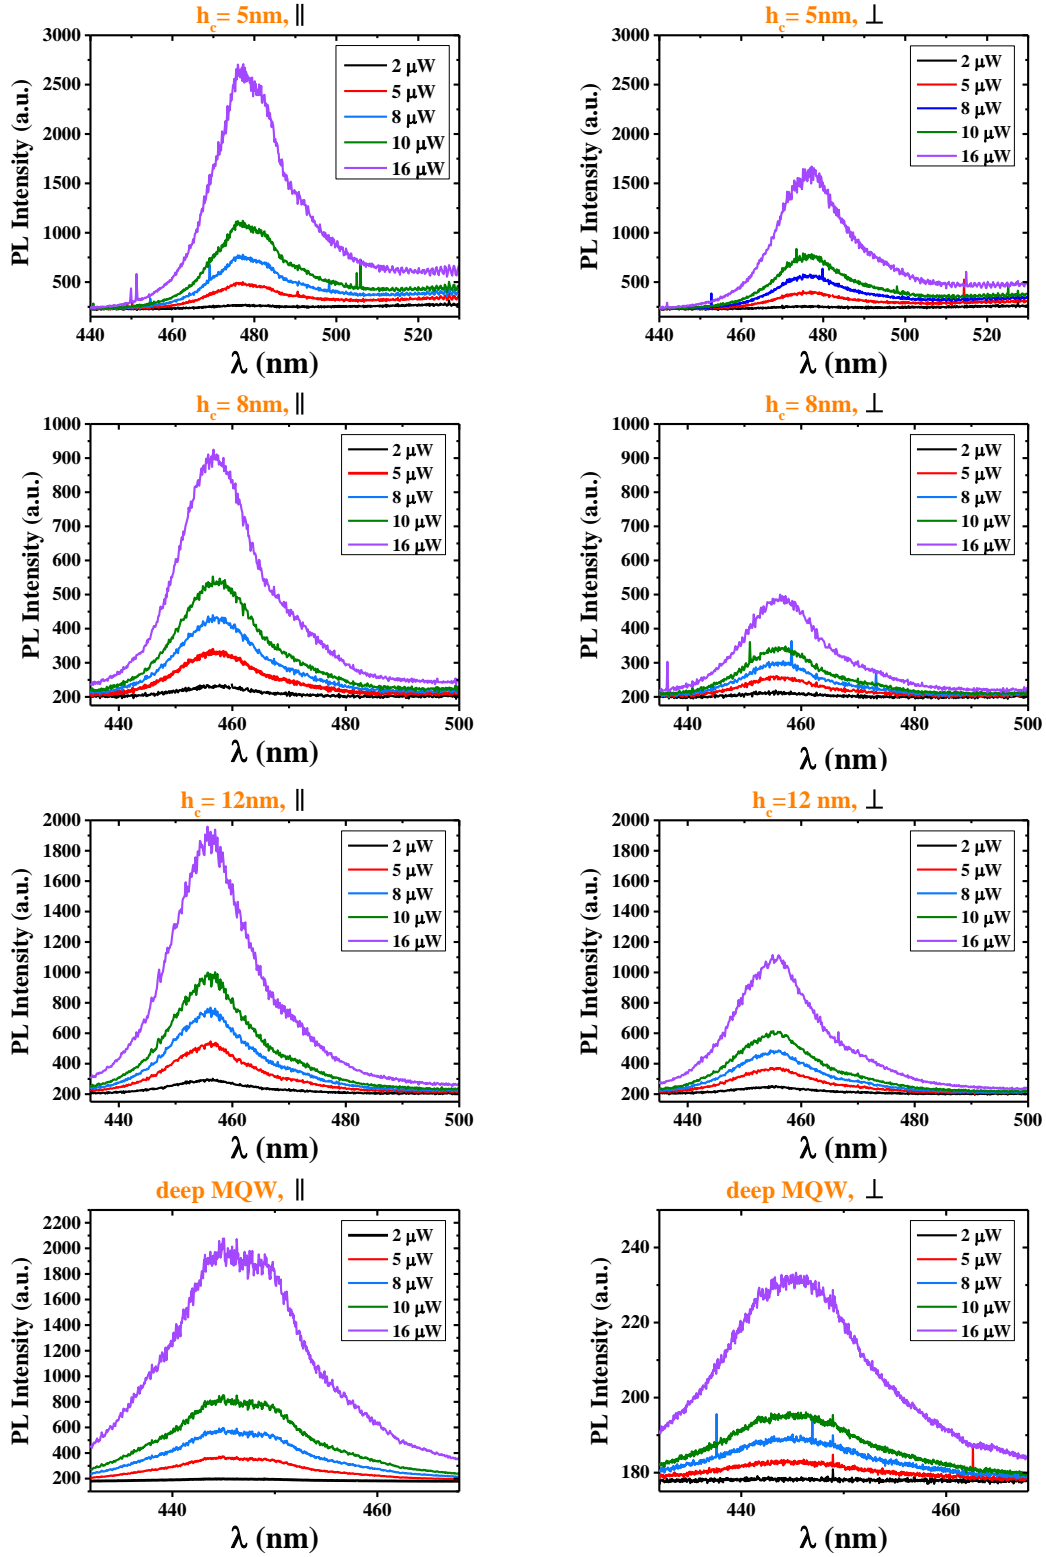 h_c= 5nm, ∥
PL Intensity (a.u.)
3000
2500
2000
1500
1000
500
2 µW
5 µW
8 µW
10 µW
16 µW
440 460 480 500 520
λ (nm)
h_c= 5nm, ⊥
PL Intensity (a.u.)
3000
2500
2000
1500
1000
500
2 µW
5 µW
8 µW
10 µW
16 µW
440 460 480 500 520
λ (nm)
h_c= 8nm, ∥
PL Intensity (a.u.)
1000
900
800
700
600
500
400
300
200
2 µW
5 µW
8 µW
10 µW
16 µW
440 460 480 500
λ (nm)
h_c= 8nm, ⊥
PL Intensity (a.u.)
1000
900
800
700
600
500
400
300
200
2 µW
5 µW
8 µW
10 µW
16 µW
440 460 480 500
λ (nm)
h_c= 12nm, ∥
PL Intensity (a.u.)
2000
1800
1600
1400
1200
1000
800
600
400
200
2 µW
5 µW
8 µW
10 µW
16 µW
440 460 480 500
λ (nm)
h_c=12 nm, ⊥
PL Intensity (a.u.)
2000
1800
1600
1400
1200
1000
800
600
400
200
2 µW
5 µW
8 µW
10 µW
16 µW
440 460 480 500
λ (nm)
deep MQW, ∥
PL Intensity (a.u.)
2200
2000
1800
1600
1400
1200
1000
800
600
400
200
2 µW
5 µW
8 µW
10 µW
16 µW
440 460
λ (nm)
deep MQW, ⊥
PL Intensity (a.u.)
240
220
200
180
2 µW
5 µW
8 µW
10 µW
16 µW
440 460
λ (nm)